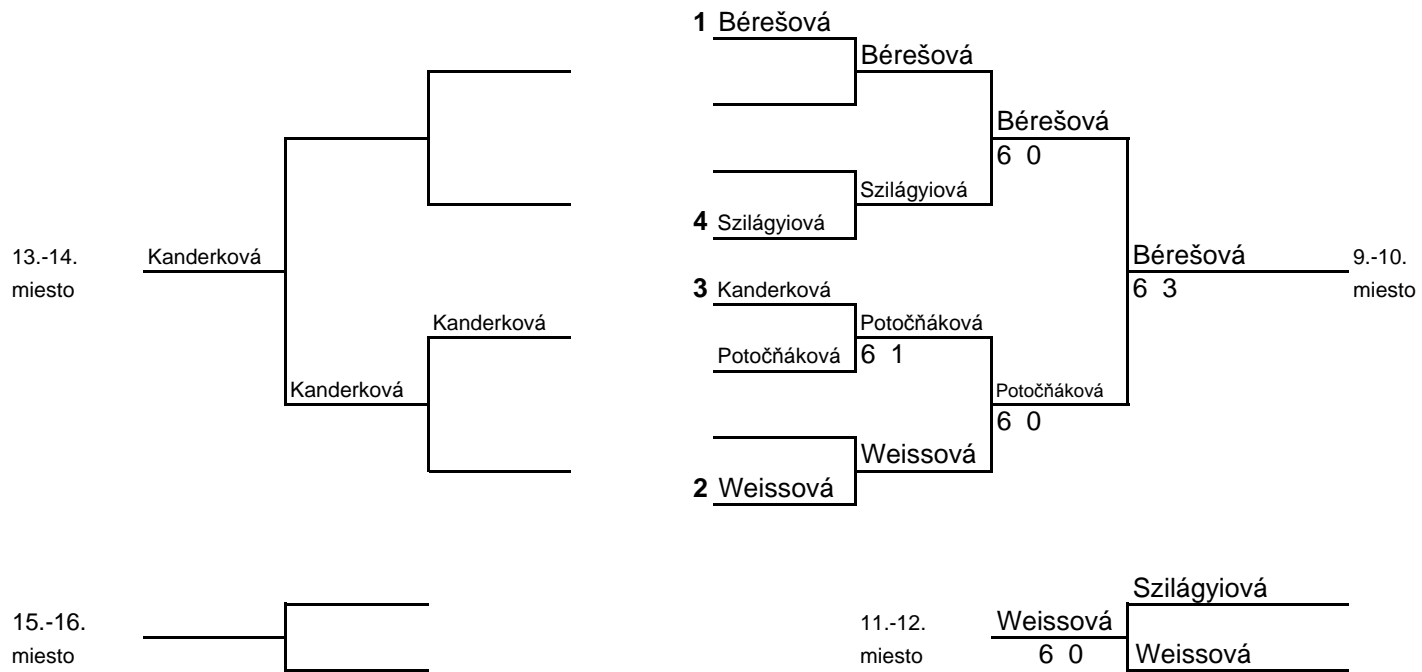 1 Bérešová
Bérešová
Bérešová
6 0
Szilágyiová
4 Szilágyiová
13.-14.
miesto
Kanderková
Bérešová
6 3
9.-10.
miesto
3 Kanderková
Kanderková
Potočňáková
Potočňáková
6 1
Kanderková
Potočňáková
6 0
Weissová
2 Weissová
Szilágyiová
15.-16.
miesto
11.-12.
miesto
Weissová
6 0
Weissová